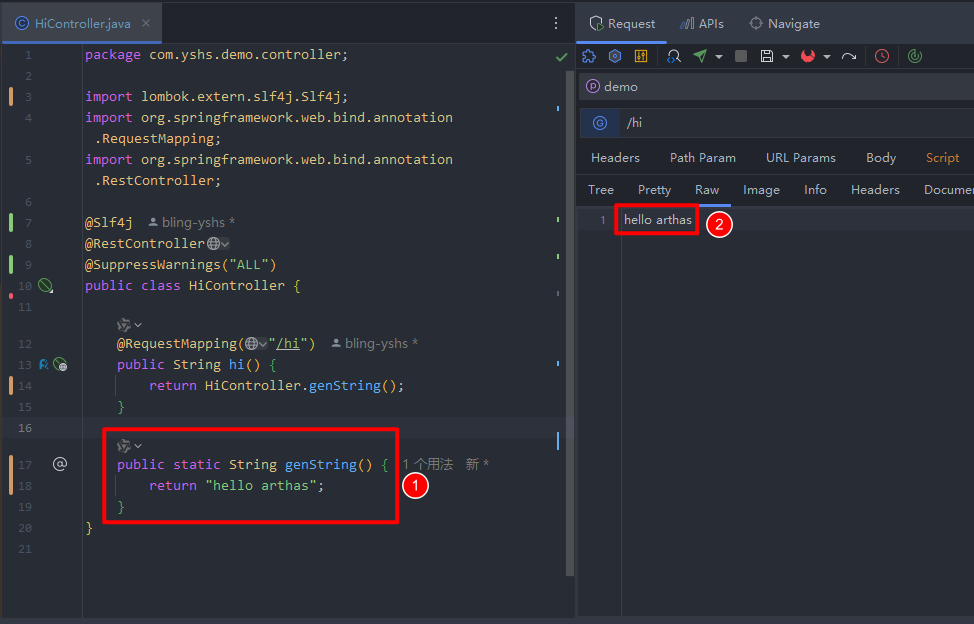 HiController.java
1 package com.yshs.demo.controller;
2
3 import lombok.extern.slf4j.Slf4j;
4 import org.springframework.web.bind.annotation
.RequestMapping;
5 import org.springframework.web.bind.annotation
.RestController;
6
7 @Slf4j bling-yshs *
8 @RestController
9 @SuppressWarnings("ALL")
10 public class HiController {
11
12 @RequestMapping("/hi") bling-yshs *
13 public String hi() {
14 return HiController.genString();
15 }
16
17 public static String genString() { 1 个用法 新 *
18 return "hello arthas";
19 }
20 }
21
1
Request APIs Navigate
demo
/hi
Headers Path Param URL Params Body Script
Tree Pretty Raw Image Info Headers Documen
1 hello arthas
2